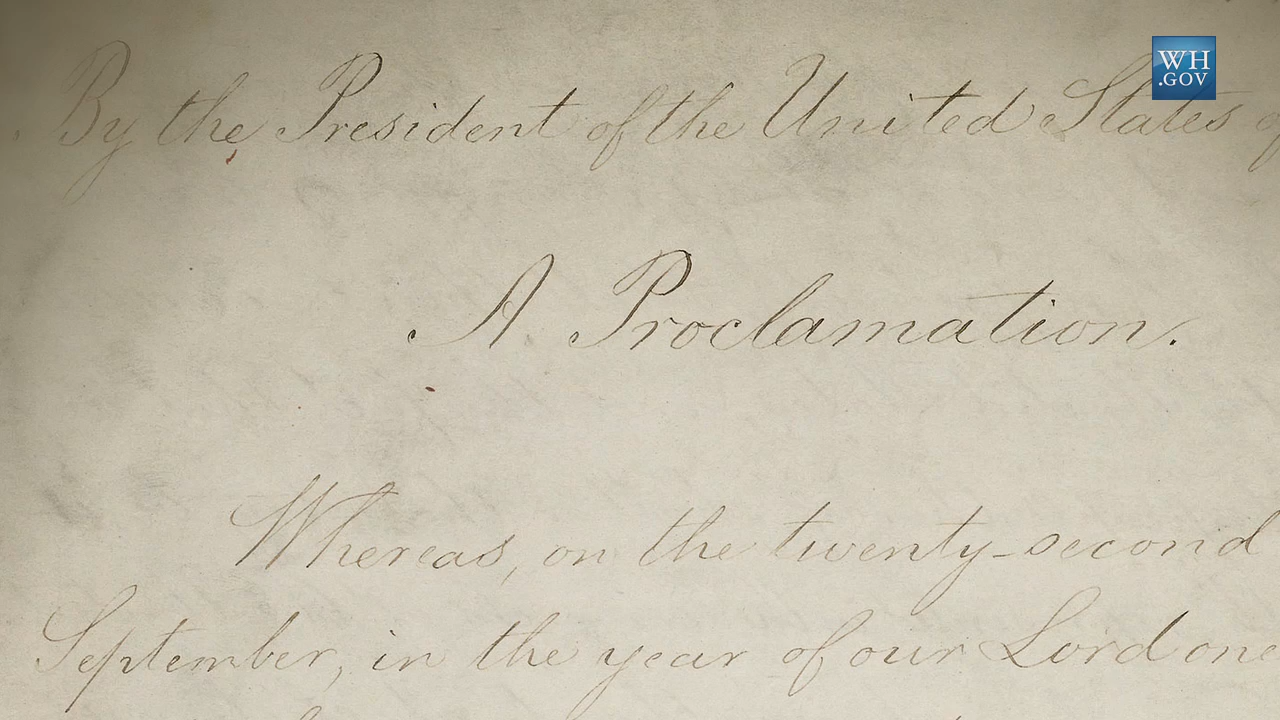 WH
.GOV
By the President of the United States of
A Proclamation.
Whereas, on the twenty-second
September, in the year of our Lord one